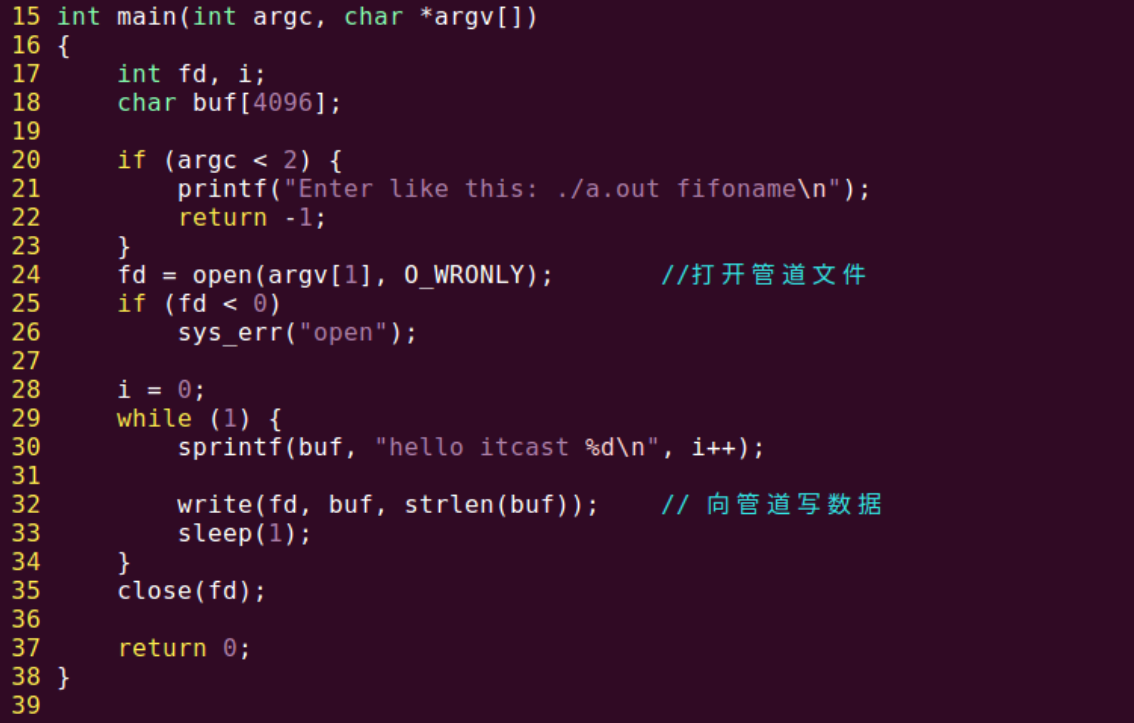 15 int main(int argc, char *argv[])
16 {
17     int fd, i;
18     char buf[4096];
19
20     if (argc < 2) {
21         printf("Enter like this: ./a.out fifoname\n");
22         return -1;
23     }
24     fd = open(argv[1], O_WRONLY);       //打开管道文件
25     if (fd < 0)
26         sys_err("open");
27
28     i = 0;
29     while (1) {
30         sprintf(buf, "hello itcast %d\n", i++);
31
32         write(fd, buf, strlen(buf));    // 向管道写数据
33         sleep(1);
34     }
35     close(fd);
36
37     return 0;
38 }
39